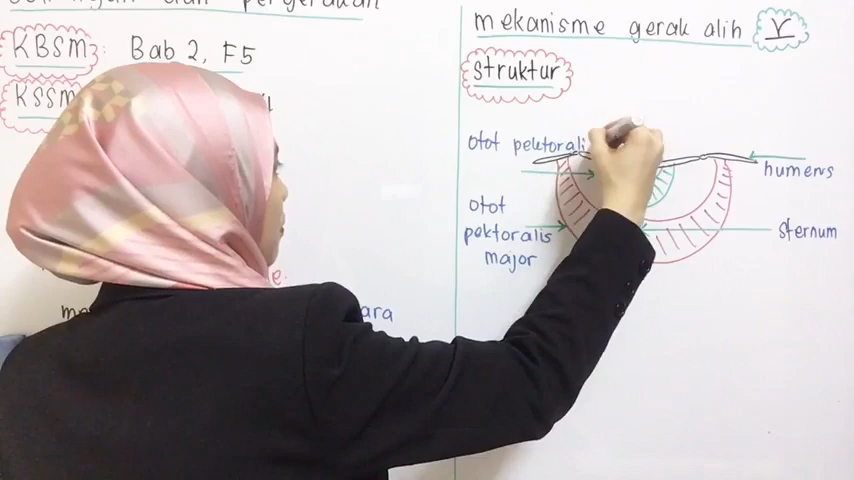 dan pergerakan
KBSM: Bab 2, F5
KSSM
ara
mekanisme gerak alih
struktur
otot pektorali
humerus
otot
pektoralis
major
sternum